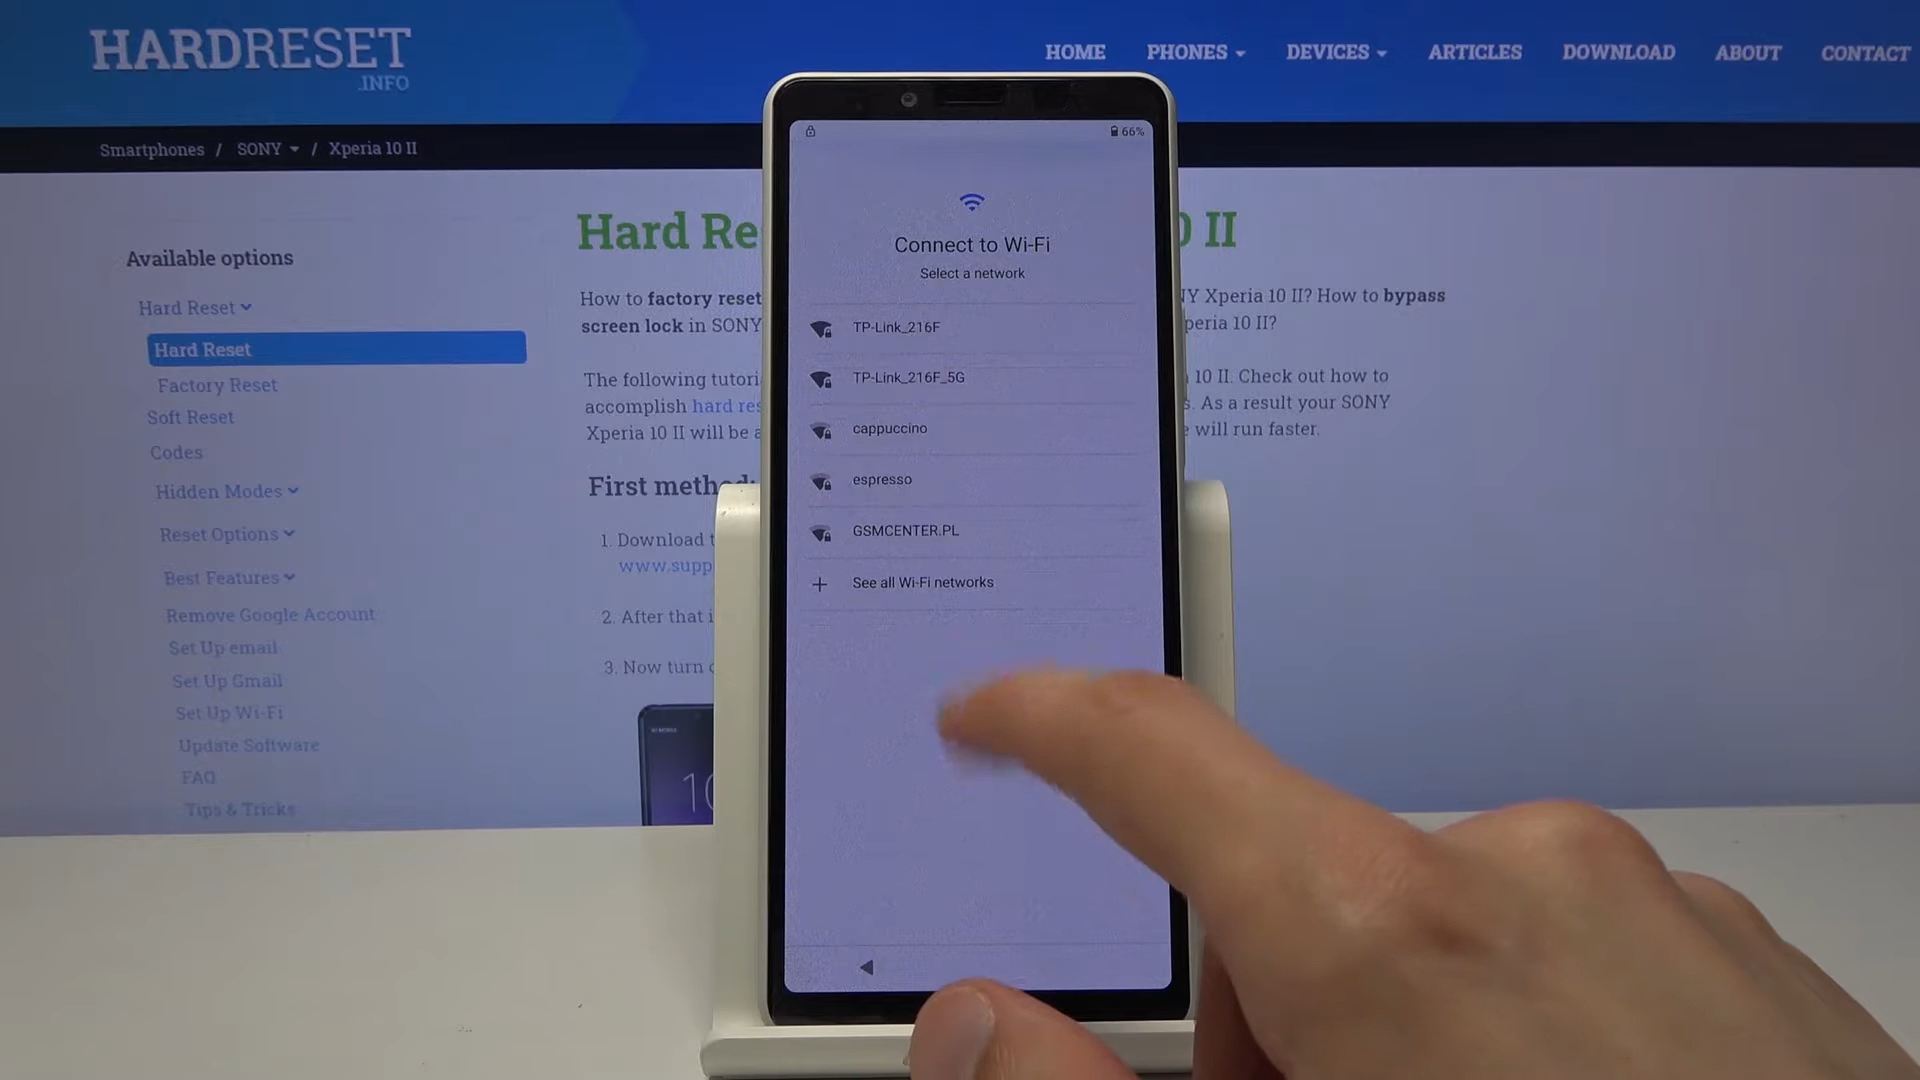 HARDRESET
.INFO
HOME PHONES DEVICES ARTICLES DOWNLOAD ABOUT CONTACT
Smartphones / SONY / Xperia 10 II
Available options
Hard Reset
Hard Reset
Factory Reset
Soft Reset
Codes
Hidden Modes
Reset Options
Best Features
Remove Google Account
Set Up email
Set Up Gmail
Set Up Wi-Fi
Update Software
FAQ
Tips & Tricks
Hard Re
II
How to factory reset
Xperia 10 II? How to bypass
screen lock in SONY
peria 10 II?
The following tutori
10 II. Check out how to
accomplish hard res
s. As a result your SONY
Xperia 10 II will be a
will run faster.
First method:
1. Download t
www.supp
2. After that i
3. Now turn
66%
Connect to Wi-Fi
Select a network
TP-Link_216F
TP-Link_216F_5G
cappuccino
espresso
GSMCENTER.PL
See all Wi-Fi networks